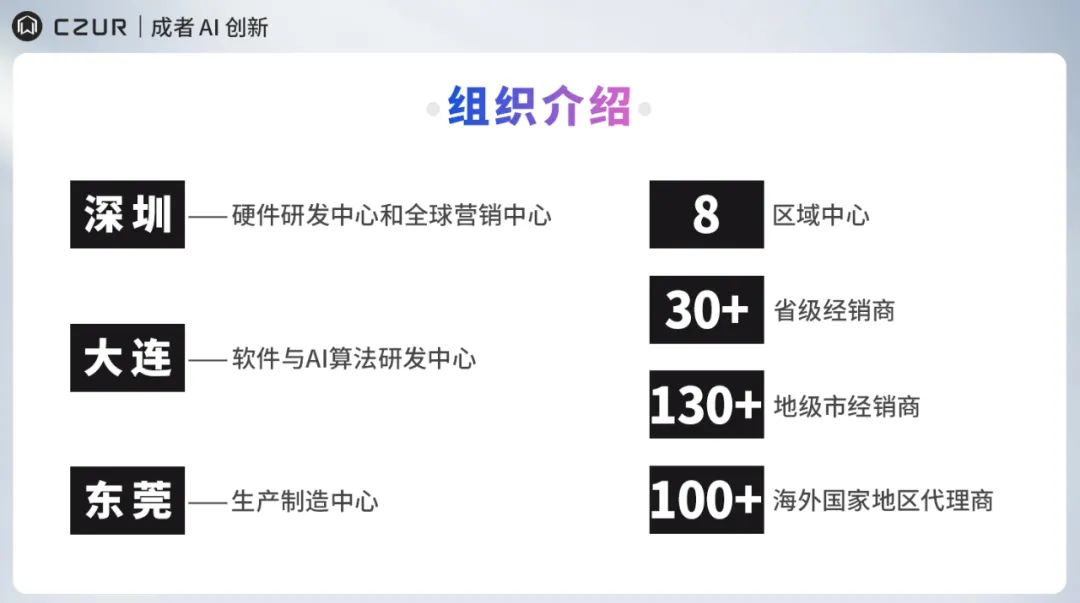 CZUR | 成者AI创新
组织介绍
深圳——硬件研发中心和全球营销中心
大连——软件与AI算法研发中心
东莞——生产制造中心
8 区域中心
30+ 省级经销商
130+ 地级市经销商
100+ 海外国家地区代理商